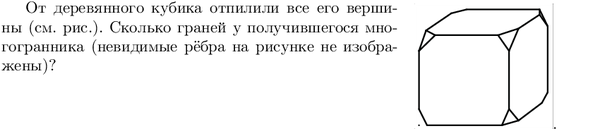 От деревянного кубика отпилили все его верши-
ны (см. рис.). Сколько граней у получившегося мно-
гогранника (невидимые рёбра на рисунке не изобра-
жены)?